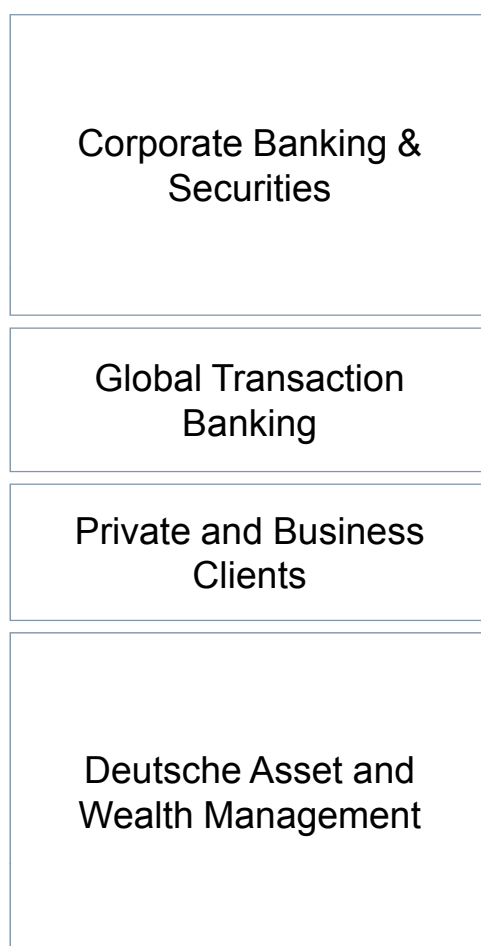 Corporate Banking &
Securities
Global Transaction
Banking
Private and Business
Clients
Deutsche Asset and
Wealth Management